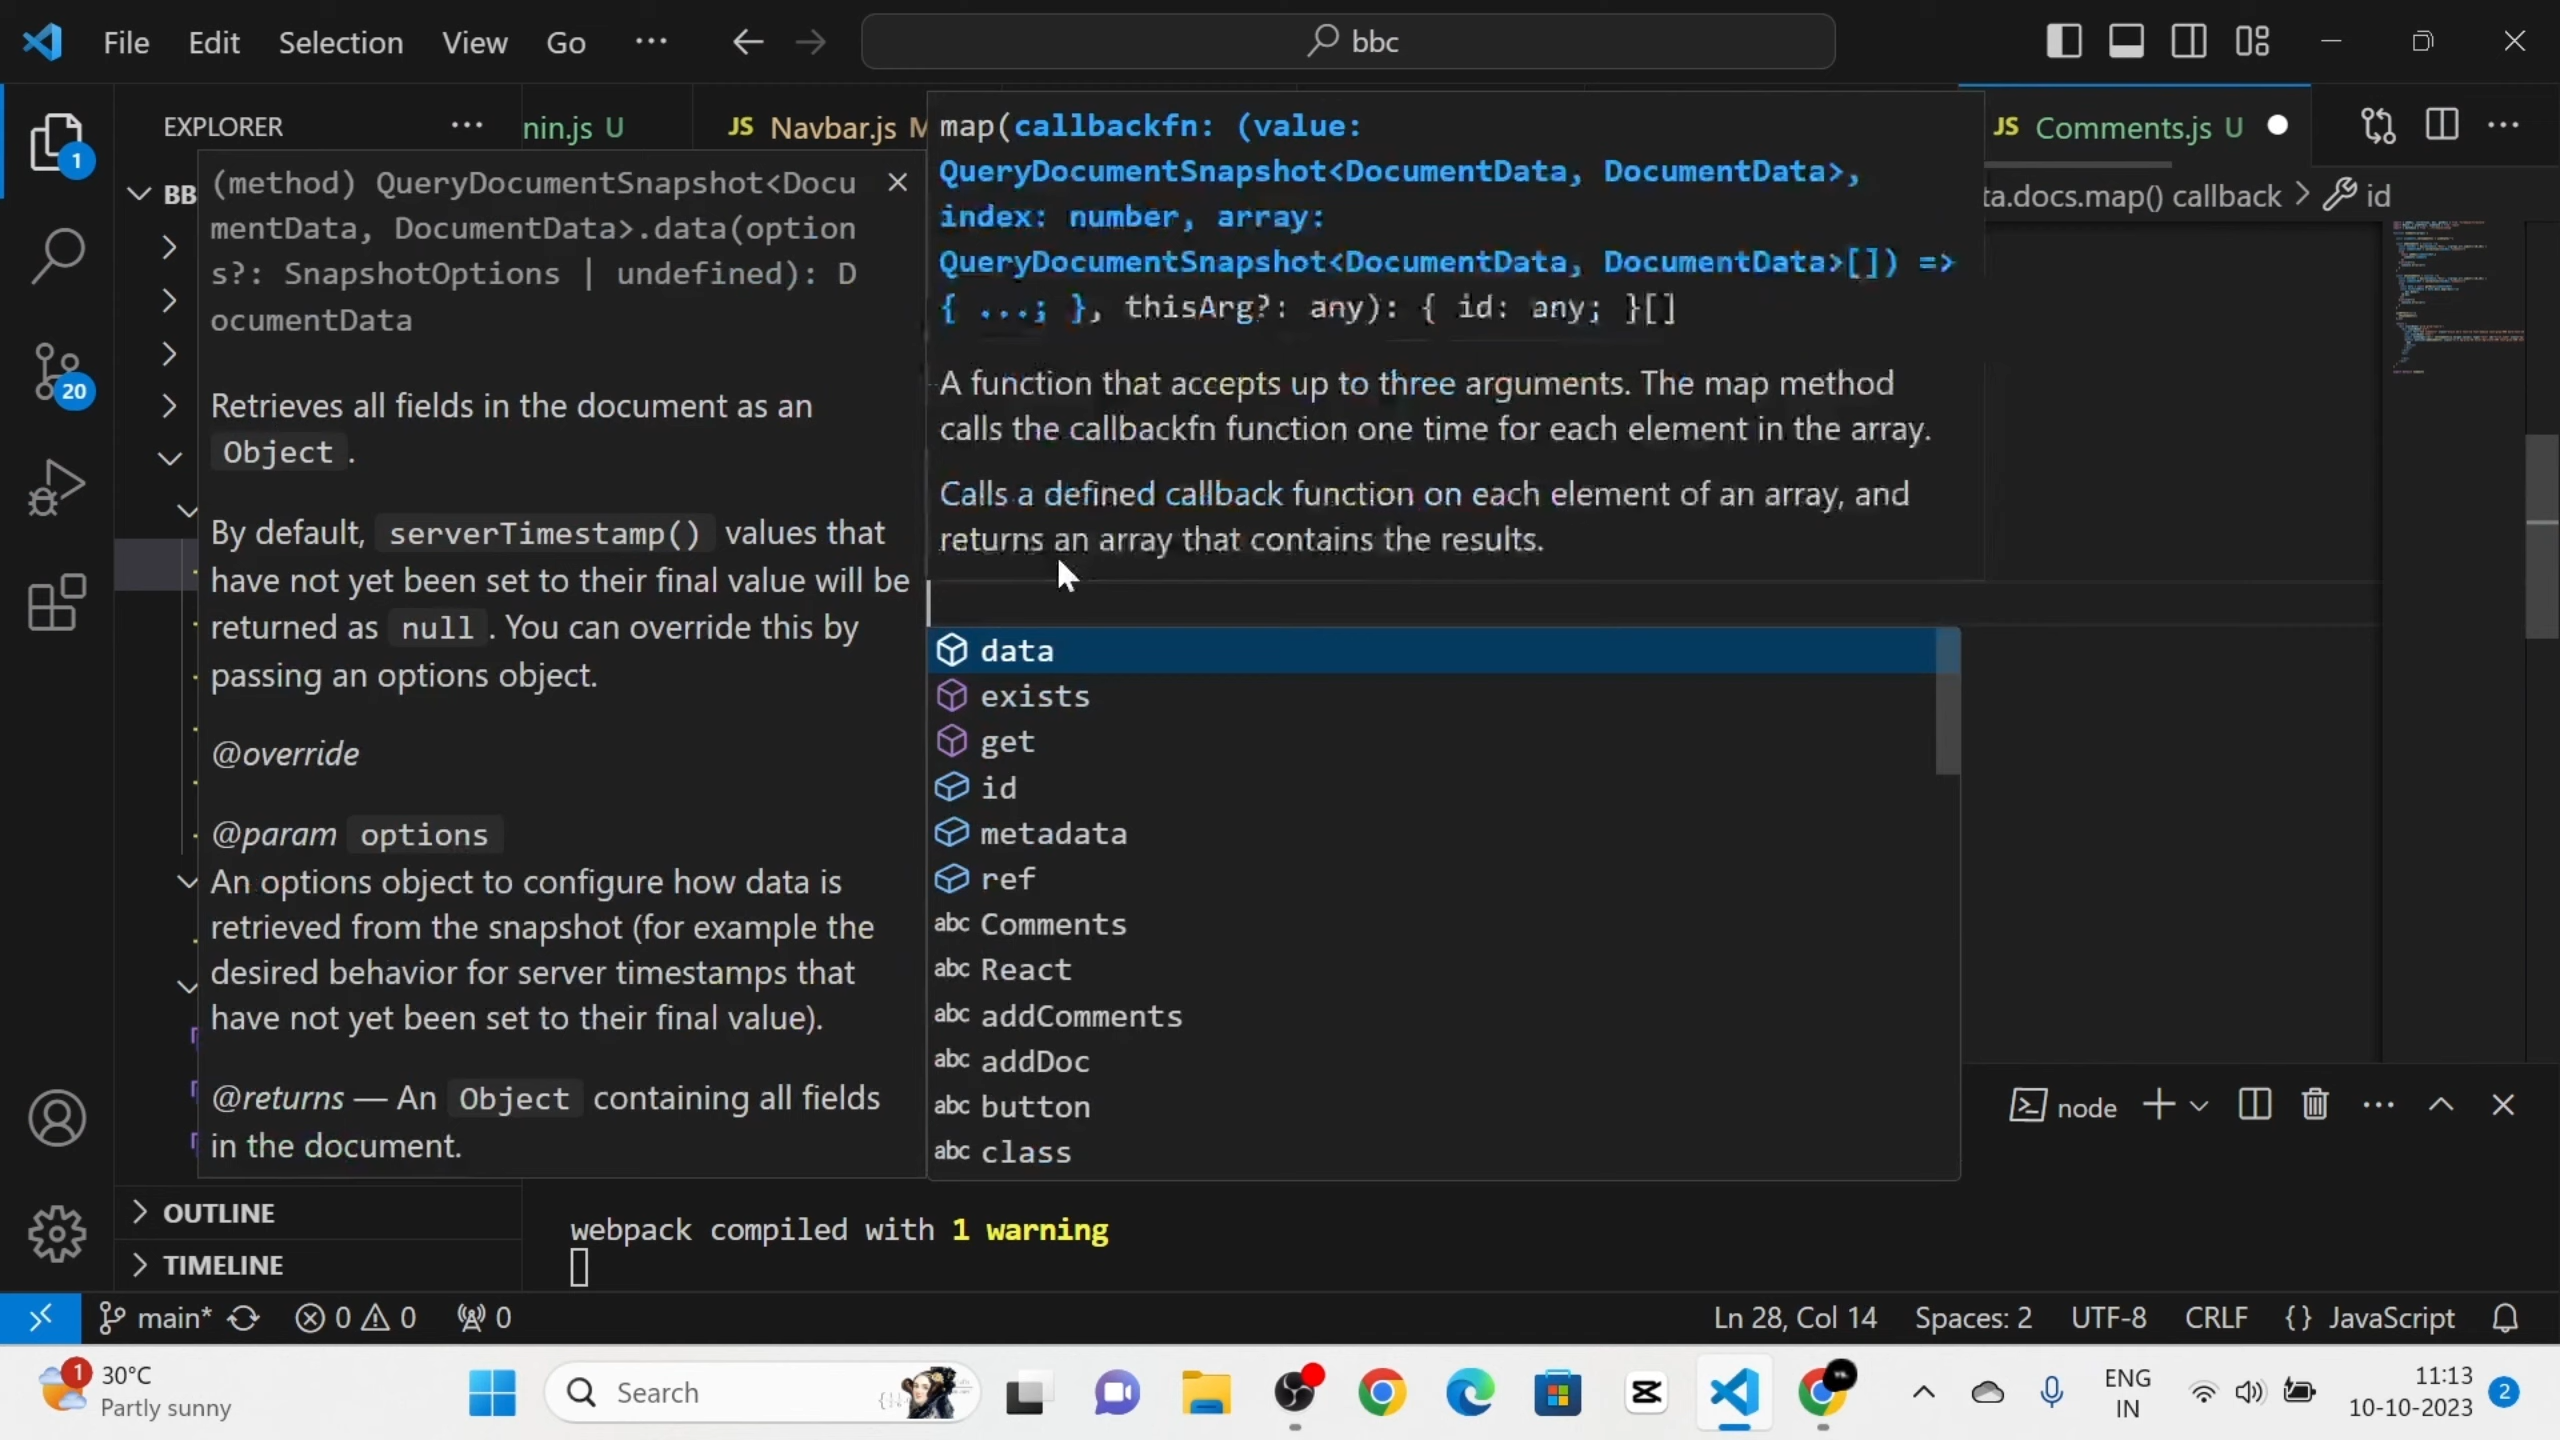 File Edit Selection View Go ···
bbc
EXPLORER ···
nin.js U
JS Navbar.js M
JS Comments.js U
ta.docs.map() callback > id
BB
(method) QueryDocumentSnapshot<Docu
mentData, DocumentData>.data(option
s?: SnapshotOptions | undefined): D
ocumentData
Retrieves all fields in the document as an
Object .
By default, serverTimestamp() values that
have not yet been set to their final value will be
returned as null . You can override this by
passing an options object.
@override
@param options
An options object to configure how data is
retrieved from the snapshot (for example the
desired behavior for server timestamps that
have not yet been set to their final value).
@returns — An Object containing all fields
in the document.
map(callbackfn: (value:
QueryDocumentSnapshot<DocumentData, DocumentData>,
index: number, array:
QueryDocumentSnapshot<DocumentData, DocumentData>[]) =>
{ ...; }, thisArg?: any): { id: any; }[]
A function that accepts up to three arguments. The map method
calls the callbackfn function one time for each element in the array.
Calls a defined callback function on each element of an array, and
returns an array that contains the results.
data
exists
get
id
metadata
ref
abc Comments
abc React
abc addComments
abc addDoc
abc button
abc class
1
20
node
OUTLINE
TIMELINE
webpack compiled with 1 warning
main* 0 0 0
Ln 28, Col 14 Spaces: 2 UTF-8 CRLF {} JavaScript
1
30°C
Partly sunny
Search
ENG
IN
11:13
10-10-2023
2